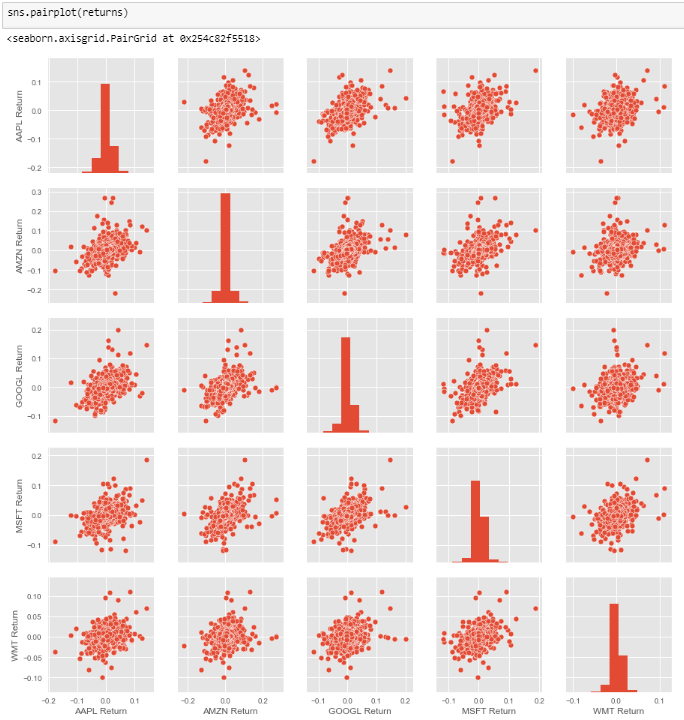 sns.pairplot(returns)
<seaborn.axisgrid.PairGrid at 0x254c82f5518>
AAPL Return
0.1
0.0
−0.1
−0.2
AMZN Return
0.3
0.2
0.1
0.0
−0.1
−0.2
GOOGL Return
0.2
0.1
0.0
−0.1
MSFT Return
0.2
0.1
0.0
−0.1
WMT Return
0.10
0.05
0.00
−0.05
−0.10
−0.2 −0.1 0.0 0.1
−0.2 0.0 0.2
−0.1 0.0 0.1 0.2
−0.1 0.0 0.1 0.2
−0.1 0.0 0.1
AAPL Return
AMZN Return
GOOGL Return
MSFT Return
WMT Return